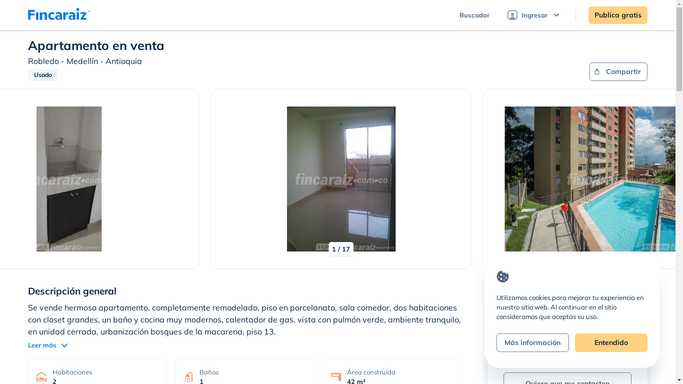 Fincaraiz
Buscador
Ingresar
Publica gratis
Apartamento en venta
Robledo - Medellín - Antioquia
Usado
Compartir
fincaraiz.com.co
fincaraiz.com.co
fincaraiz.com.co
1 / 17
Descripción general
Se vende hermoso apartamento, completamente remodelado, piso en porcelanato, sala comedor, dos habitaciones
con closet grandes, un baño y cocina muy modernos, calentador de gas, vista con pulmón verde, ambiente tranquilo,
en unidad cerrada, urbanización bosques de la macarena, piso 13.
Leer más
Habitaciones
2
Baños
1
Área construida
42 m²
Utilizamos cookies para mejorar tu experiencia en
nuestro sitio web. Al continuar en el sitio
consideramos que aceptas su uso.
Más información
Entendido
Quiero que me contacten